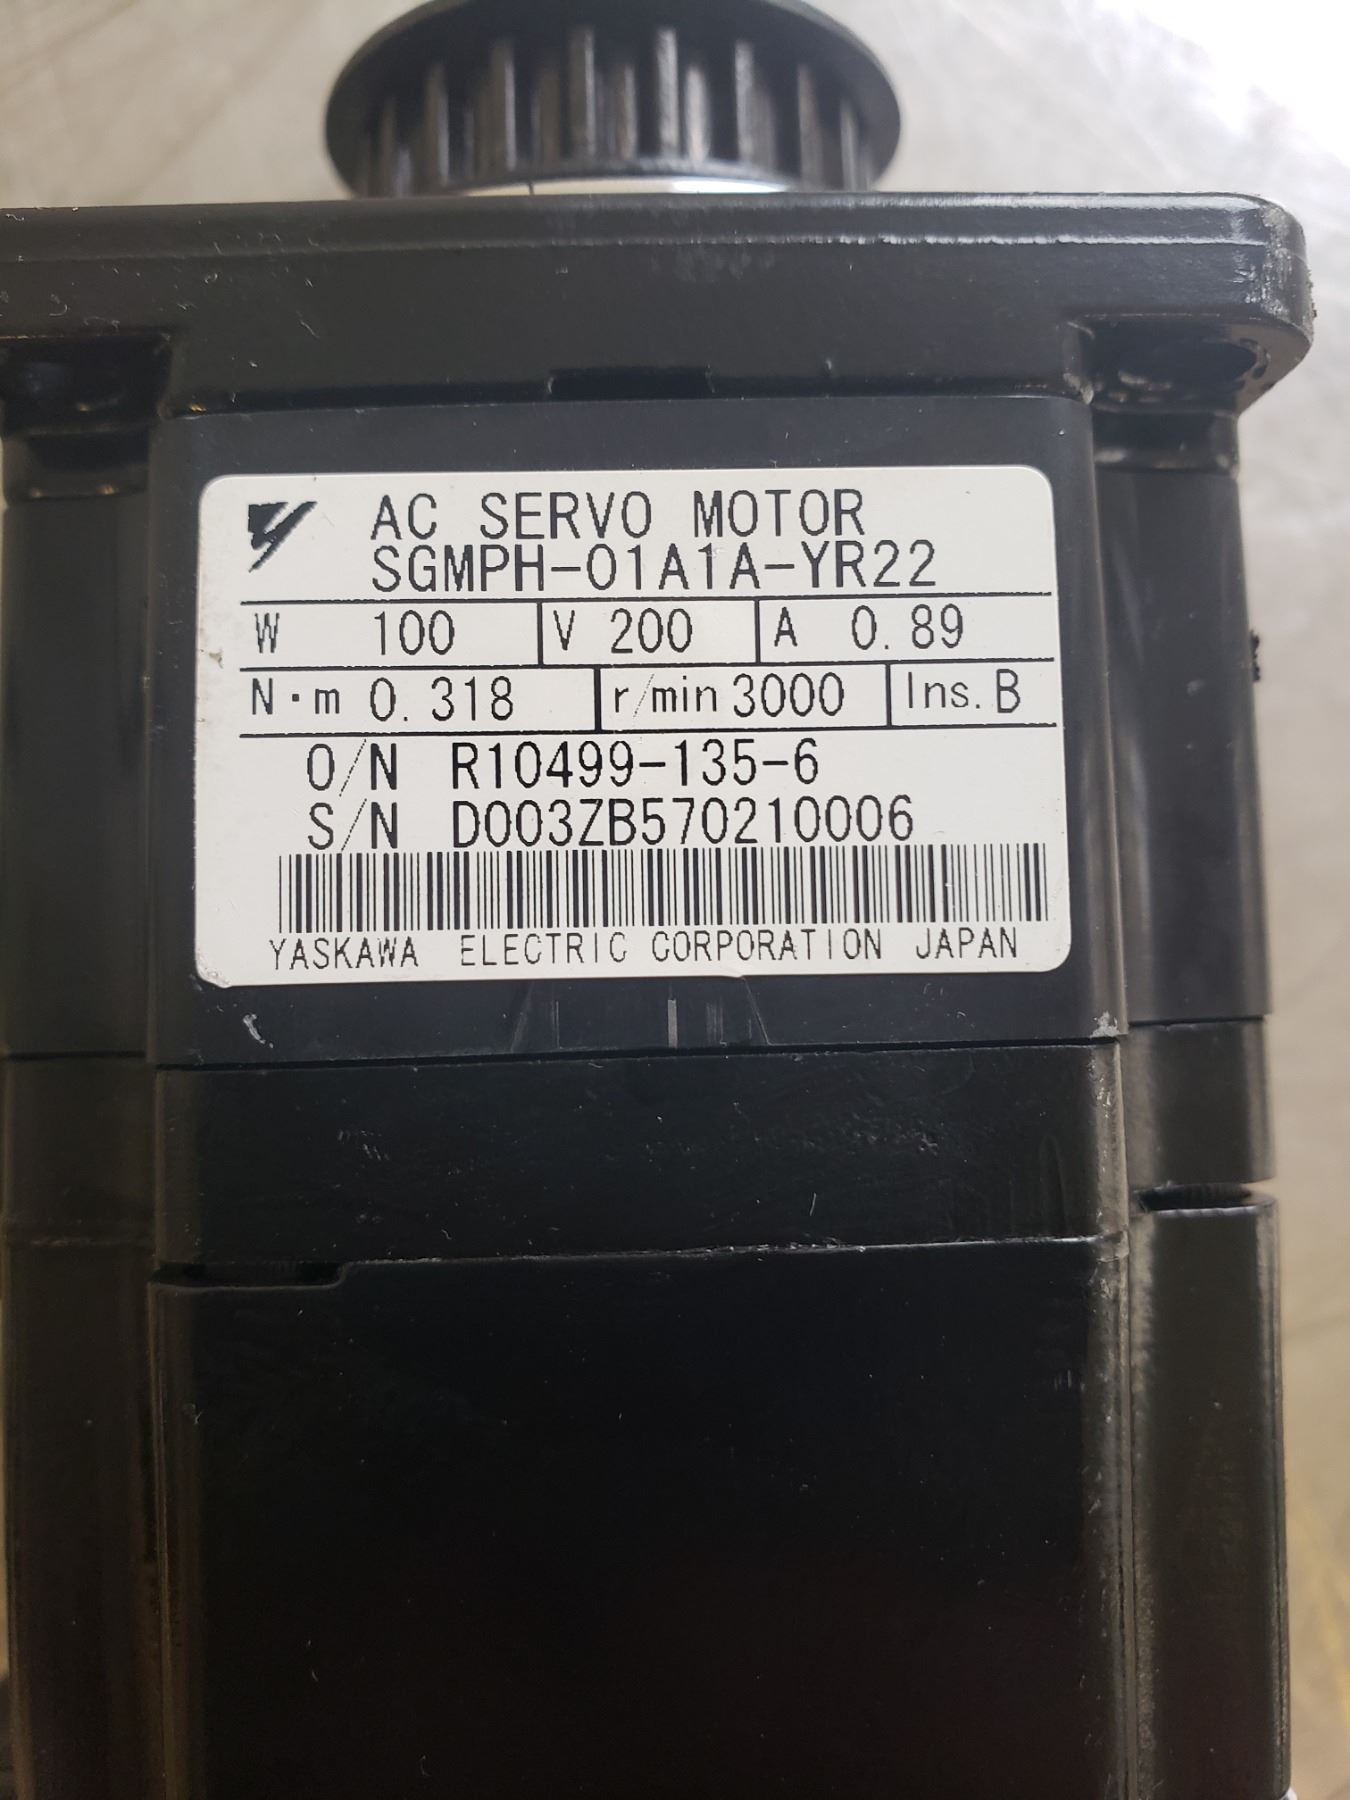 AC SERVO MOTOR
SGMPH-01A1A-YR22
W 100 V 200 A 0.89
N·m 0.318 r/min 3000 Ins. B
O/N R10499-135-6
S/N D003ZB570210006
YASKAWA ELECTRIC CORPORATION JAPAN